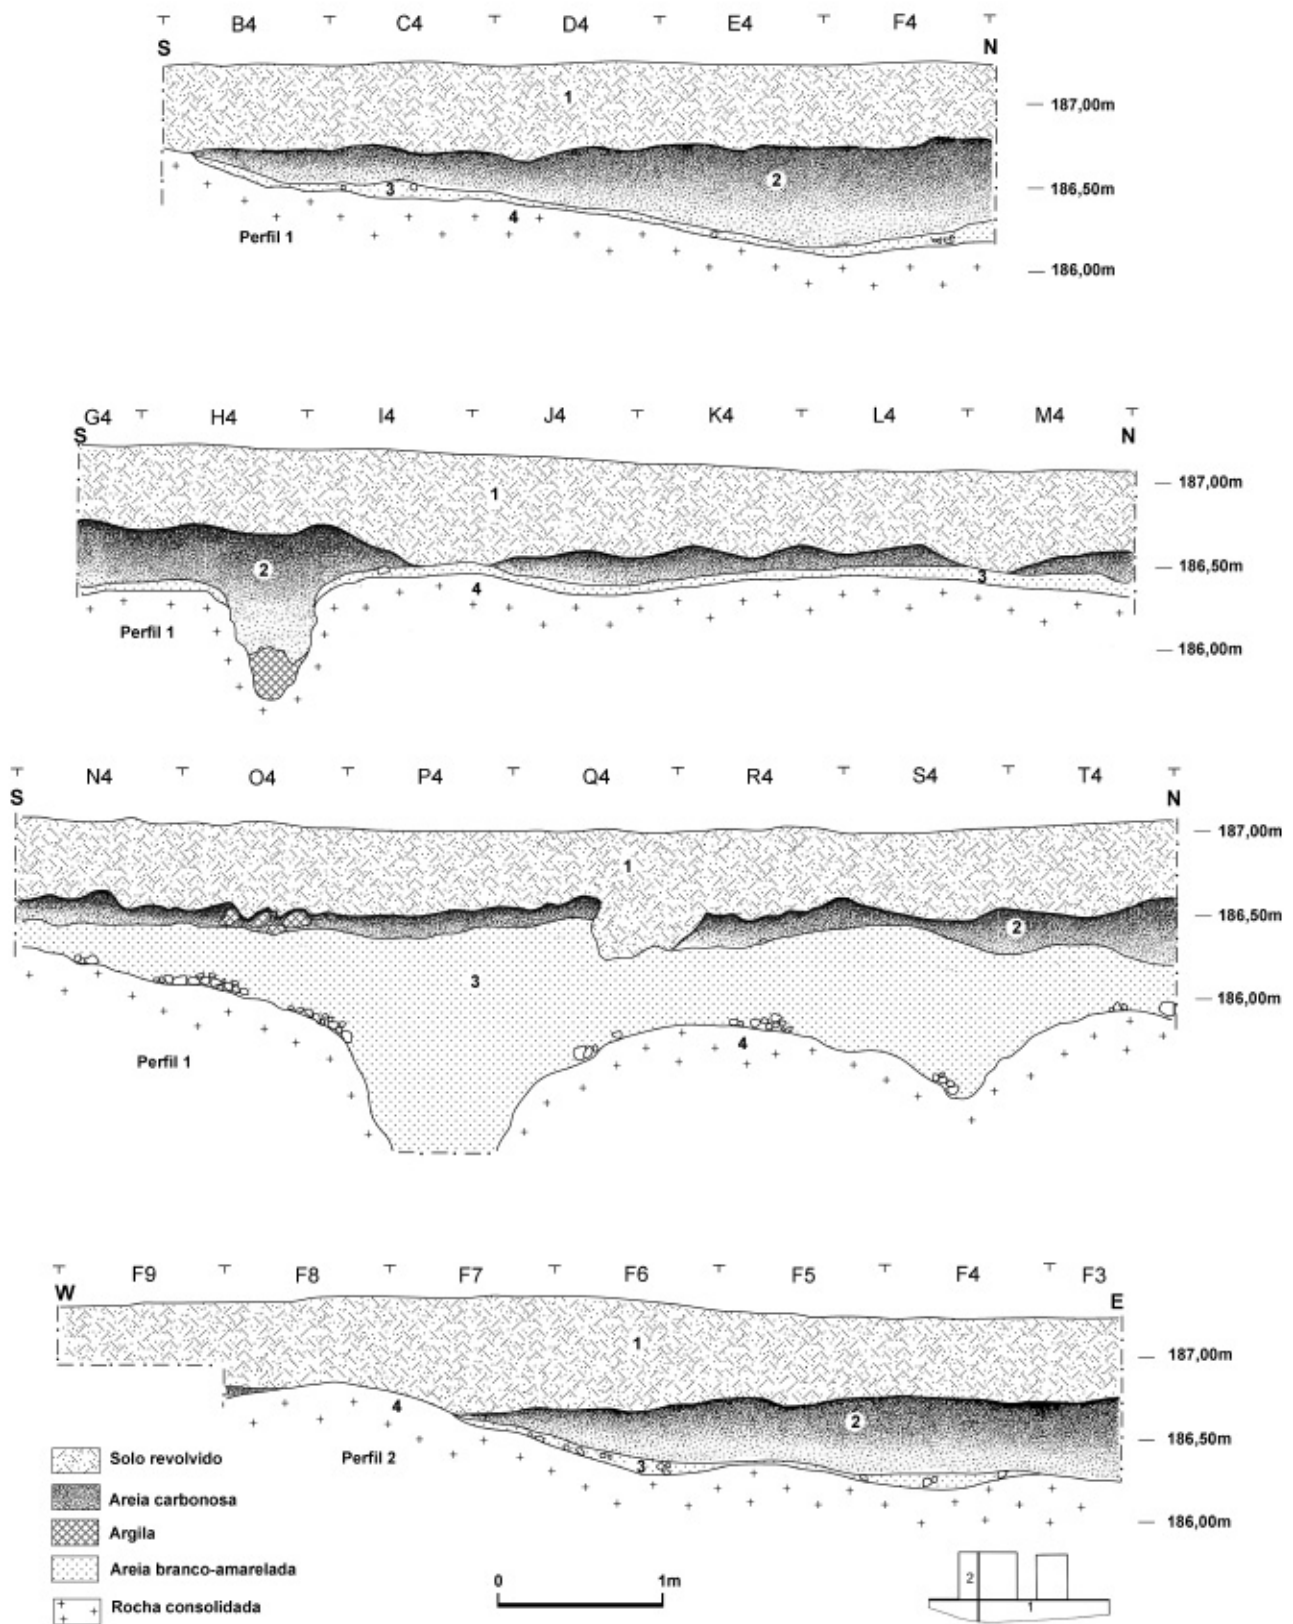 B4 C4 D4 E4 F4
S N
1
187,00m
2
3
186,50m
4
Perfil 1
186,00m
G4 H4 I4 J4 K4 L4 M4
S N
187,00m
1
2
3
186,50m
4
Perfil 1
186,00m
N4 O4 P4 Q4 R4 S4 T4
S N
187,00m
1
186,50m
2
3
186,00m
4
Perfil 1
F9 F8 F7 F6 F5 F4 F3
W E
1
187,00m
4
2
186,50m
Perfil 2
3
186,00m
Solo revolvido
Areia carbonosa
Argila
Areia branco-amarelada
Rocha consolidada
0 1m
2
1